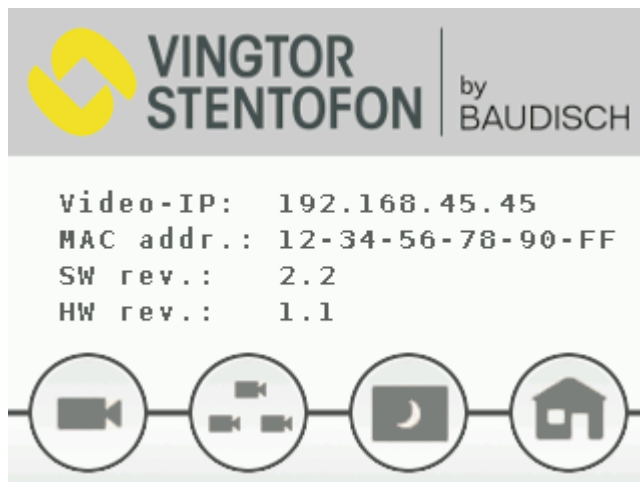 VINGTOR
STENTOFON
by
BAUDISCH
Video-IP: 192.168.45.45
MAC addr.: 12-34-56-78-90-FF
SW rev.: 2.2
HW rev.: 1.1